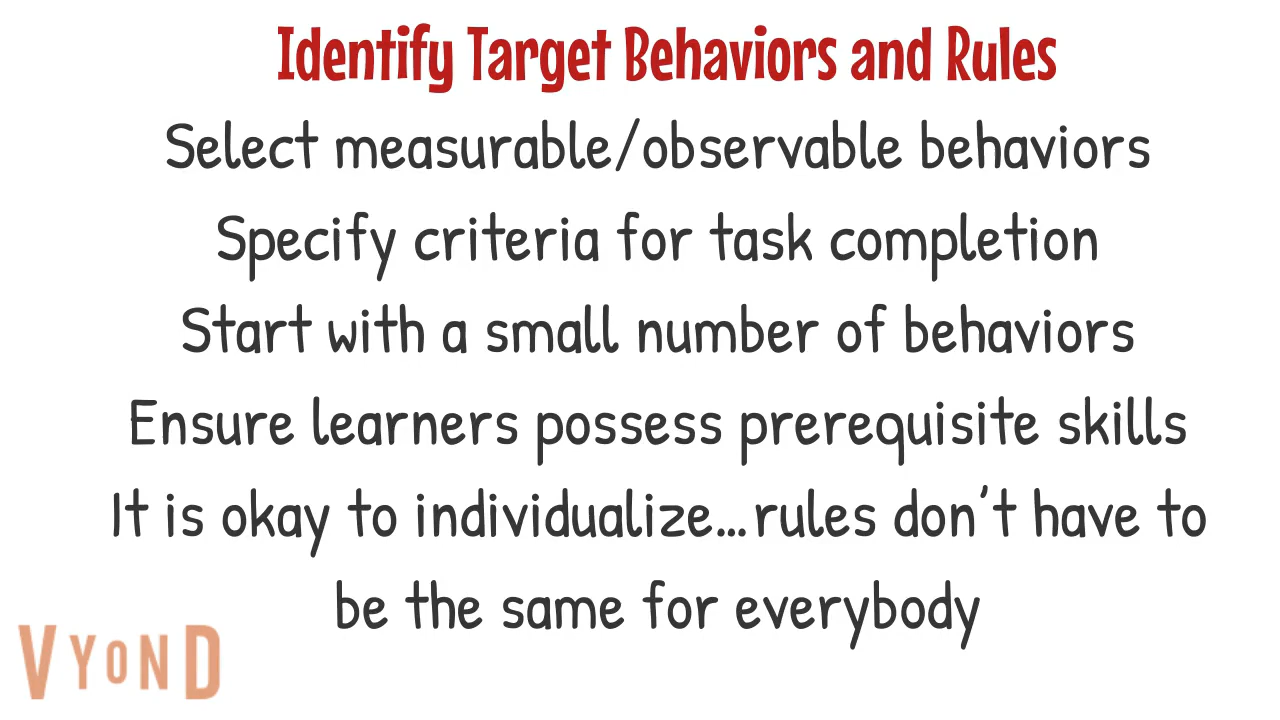 Identify Target Behaviors and Rules
Select measurable/observable behaviors
Specify criteria for task completion
Start with a small number of behaviors
Ensure learners possess prerequisite skills
It is okay to individualize...rules don't have to
be the same for everybody
VYOND